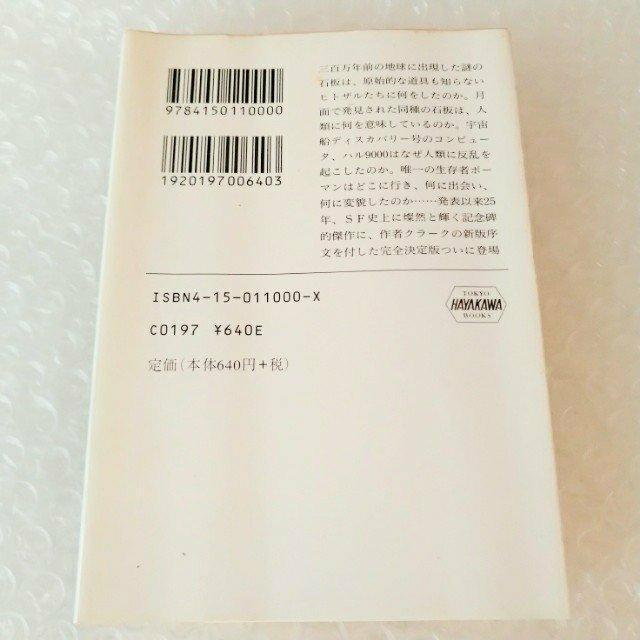 9784150110000
1920197006403
三百万年前の地球に出現した謎の
石板は、原始的な道具も知らない
ヒトザルたちに何をしたのか。月
面で発見された同種の石板は、人
類に何を意味しているのか。宇宙
船ディスカバリー号のコンピュー
タ、ハル9000はなぜ人類に反乱を
起こしたのか。唯一の生存者ボー
マンはどこに行き、何に出会い、
何に変貌したのか……発表以来25
年、ＳＦ史上に燦然と輝く記念碑
的傑作に、作者クラークの新版序
文を付した完全決定版ついに登場
ISBN4-15-011000-X
C0197 ¥640E
定価(本体640円+税)
TOKYO
HAYAKAWA
BOOKS